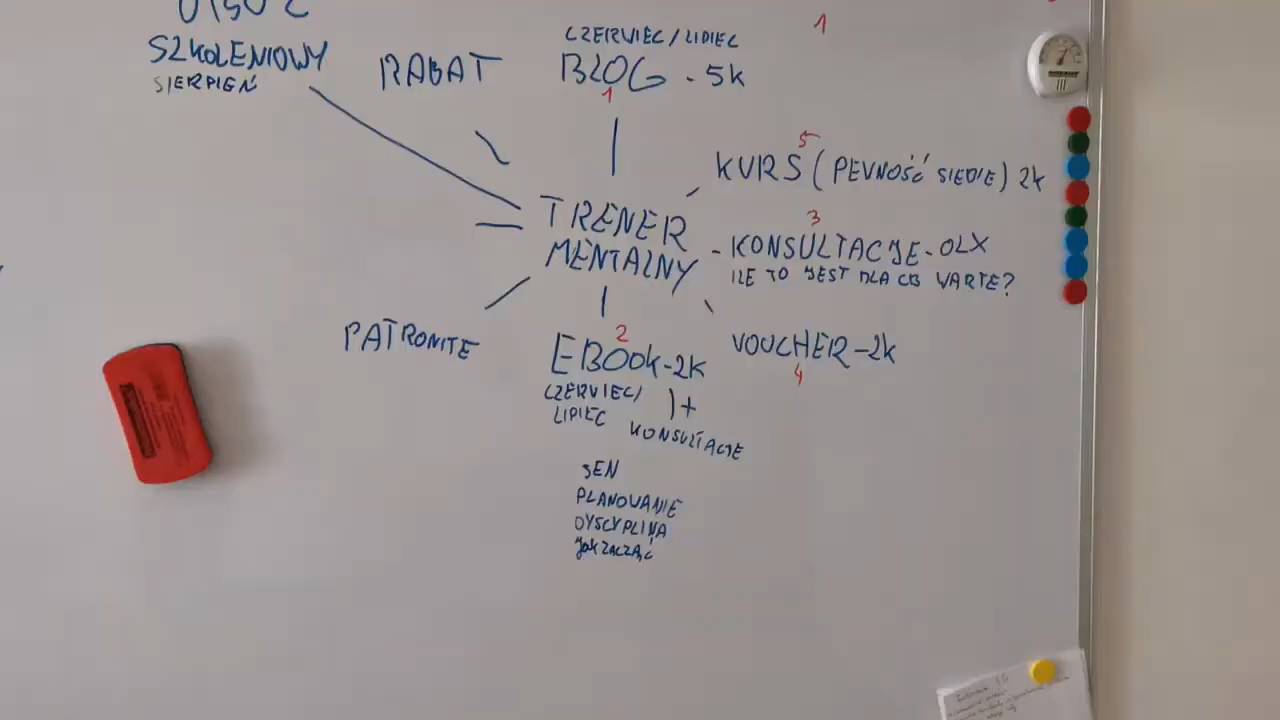 OBÓZ
SZKOLENIOWY
SIERPIEŃ
RABAT
CZERWIEC/LIPIEC
BLOG - 5k
1
1
5
KURS (PEWNOŚĆ SIEBIE) 2k
TRENER
MENTALNY
3
- KONSULTACJE - OLX
ILE TO JEST DLA CB WARTE?
PATRONITE
2
EBOOK - 2k
CZERWIEC/
LIPIEC
)+
KONSULTACJE
VOUCHER - 2k
4
SEN
PLANOWANIE
DYSCYPLINA
JAK ZACZĄĆ